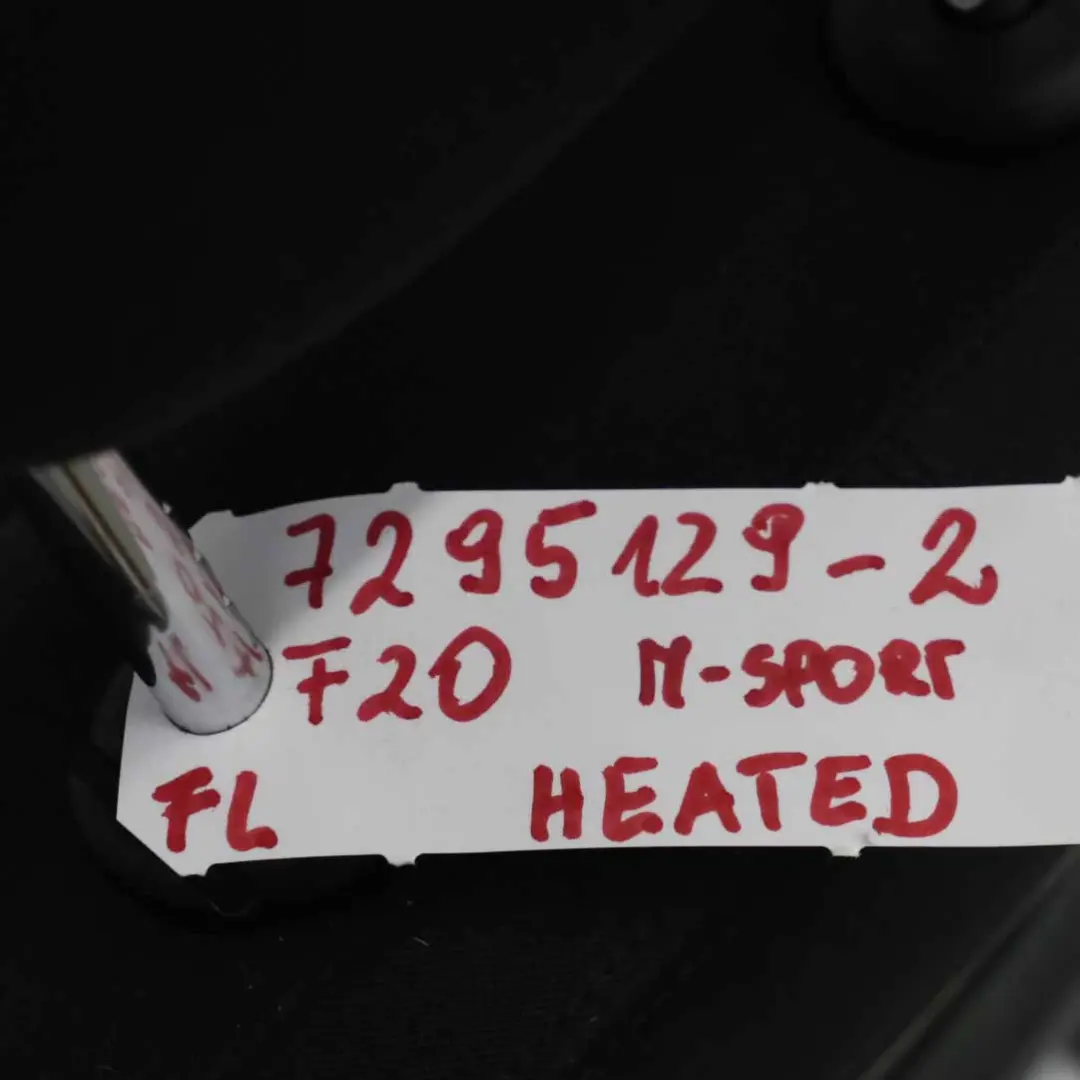 7295129-2
F20 M-SPORT
FL HEATED